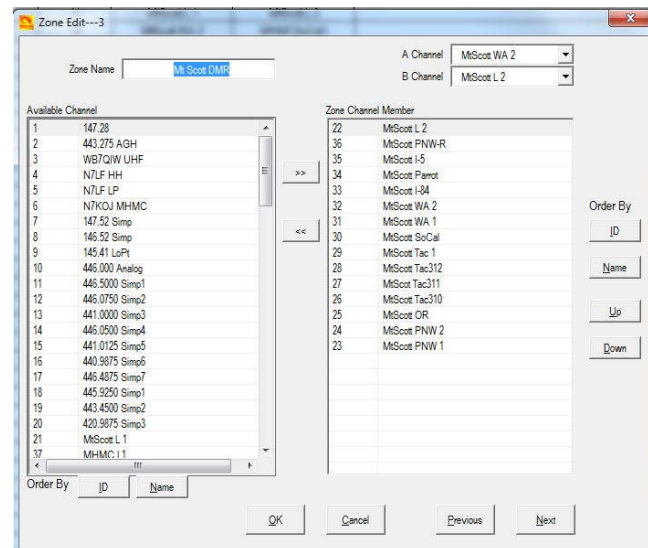 Zone Edit---3
X
Zone Name Mt Scott DMR
A Channel MtScott WA 2
B Channel MtScott L 2
Available Channel
1 147.28
2 443.275 AGH
3 WB7QIW UHF
4 N7LF HH
5 N7LF LP
6 N7KOJ MHMC
7 147.52 Simp
8 146.52 Simp
9 145.41 LoPt
10 446.000 Analog
11 446.5000 Simp1
12 446.0750 Simp2
13 441.0000 Simp3
14 446.0500 Simp4
15 441.0125 Simp5
16 440.9875 Simp6
17 446.4875 Simp7
18 445.9250 Simp1
19 443.4500 Simp2
20 420.9875 Simp3
21 MtScott L 1
37 MHMC L1
Order By ID Name
>>
<<
Zone Channel Member
22 MtScott L 2
36 MtScott PNW-R
35 MtScott I-5
34 MtScott Parrot
33 MtScott I-84
32 MtScott WA 2
31 MtScott WA 1
30 MtScott SoCal
29 MtScott Tac 1
28 MtScott Tac312
27 MtScot Tac311
26 MtScott Tac310
25 MtScott OR
24 MtScott PNW 2
23 MtScott PNW 1
Order By
ID
Name
Up
Down
OK Cancel Previous Next